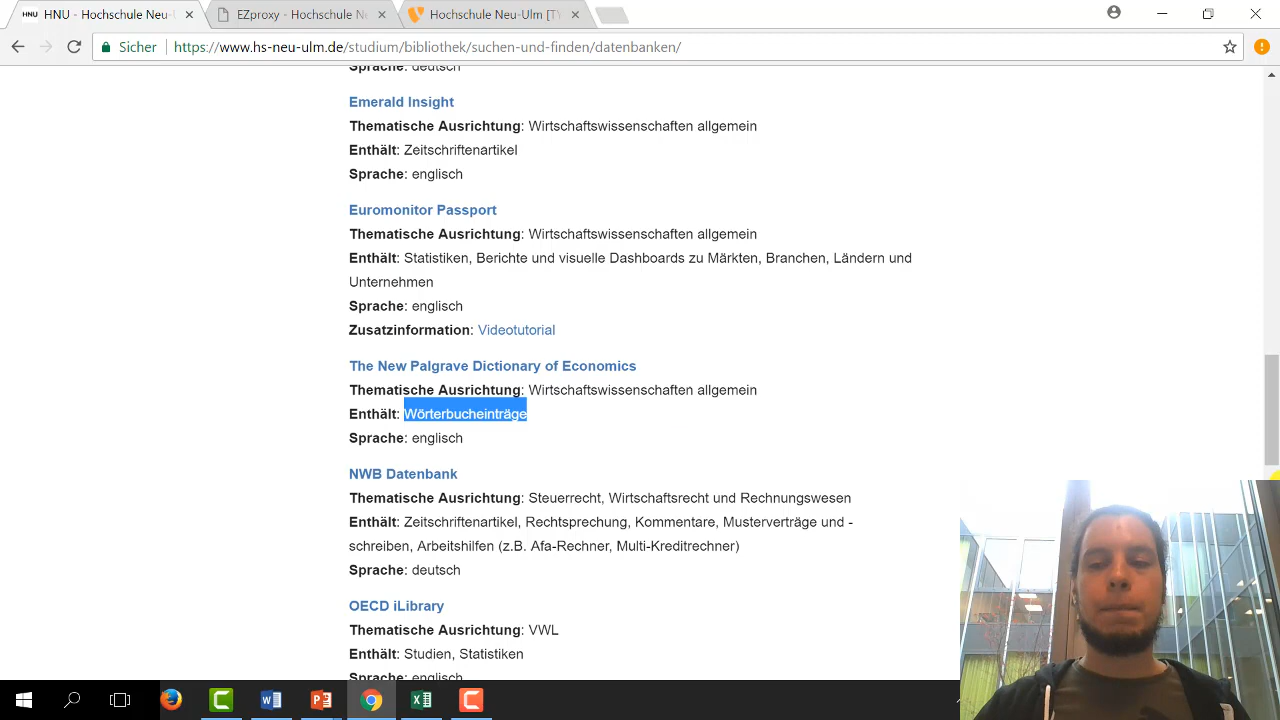 HNU - Hochschule Neu-
EZproxy - Hochschule N
Hochschule Neu-Ulm [TY
Sicher
https://www.hs-neu-ulm.de/studium/bibliothek/suchen-und-finden/datenbanken/
Sprache: deutsch
Emerald Insight
Thematische Ausrichtung: Wirtschaftswissenschaften allgemein
Enthält: Zeitschriftenartikel
Sprache: englisch
Euromonitor Passport
Thematische Ausrichtung: Wirtschaftswissenschaften allgemein
Enthält: Statistiken, Berichte und visuelle Dashboards zu Märkten, Branchen, Ländern und
Unternehmen
Sprache: englisch
Zusatzinformation: Videotutorial
The New Palgrave Dictionary of Economics
Thematische Ausrichtung: Wirtschaftswissenschaften allgemein
Enthält: Wörterbucheinträge
Sprache: englisch
NWB Datenbank
Thematische Ausrichtung: Steuerrecht, Wirtschaftsrecht und Rechnungswesen
Enthält: Zeitschriftenartikel, Rechtsprechung, Kommentare, Musterverträge und -
schreiben, Arbeitshilfen (z.B. Afa-Rechner, Multi-Kreditrechner)
Sprache: deutsch
OECD iLibrary
Thematische Ausrichtung: VWL
Enthält: Studien, Statistiken
Sprache: englisch